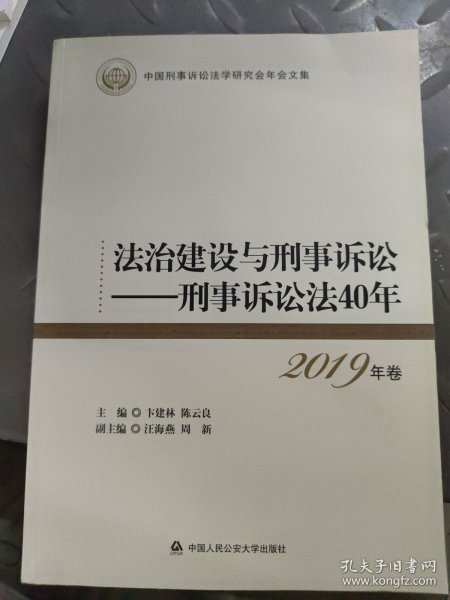 中国刑事诉讼法学研究会年会文集
法治建设与刑事诉讼
——刑事诉讼法40年
2019年卷
主 编 ◎ 卞建林 陈云良
副主编 ◎ 汪海燕 周 新
中国人民公安大学出版社
孔夫子旧书网
www.kongfz.com